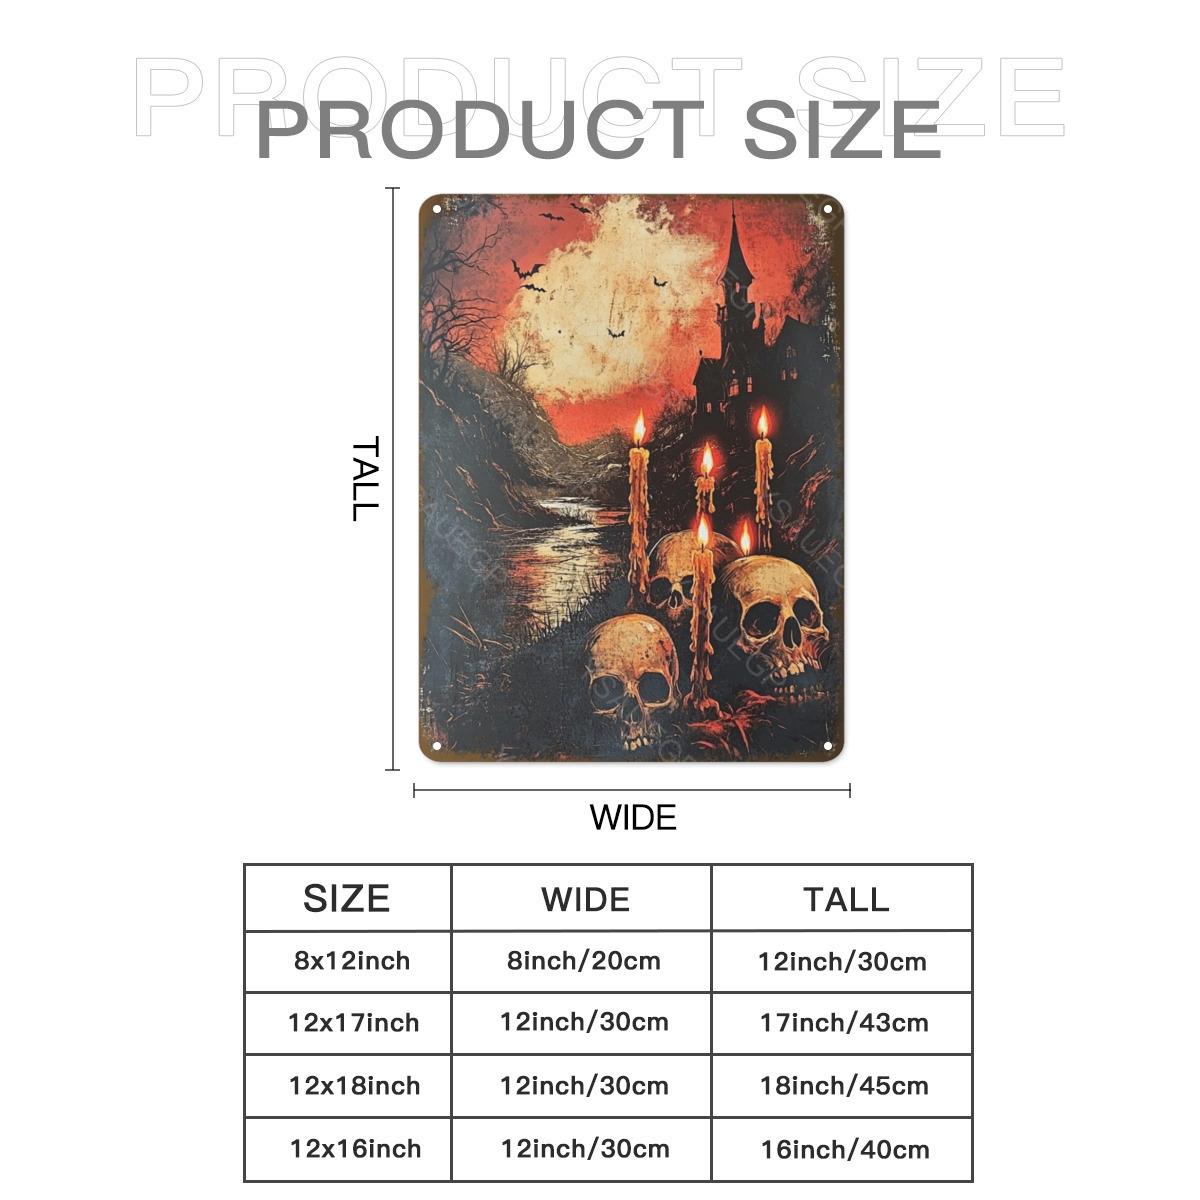 PRODUCT SIZE
PRODUCT SIZE
TALL
WIDE
SIZE WIDE TALL
8x12inch 8inch/20cm 12inch/30cm
12x17inch 12inch/30cm 17inch/43cm
12x18inch 12inch/30cm 18inch/45cm
12x16inch 12inch/30cm 16inch/40cm